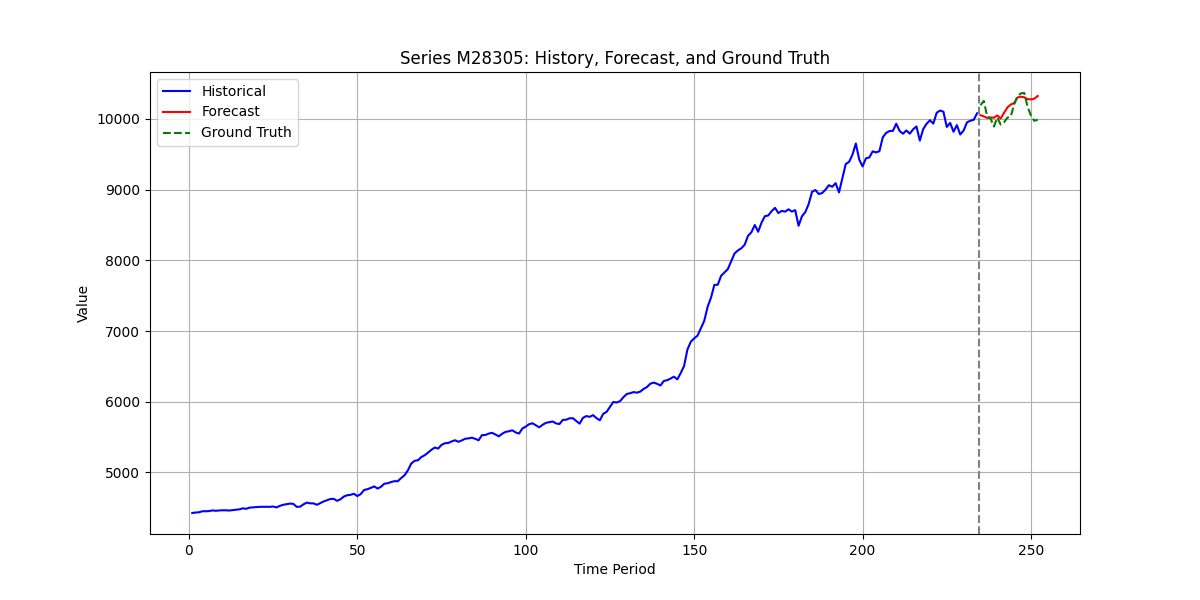 Series M28305: History, Forecast, and Ground Truth
Historical
Forecast
Ground Truth
10000
9000
8000
7000
6000
5000
Value
0 50 100 150 200 250
Time Period